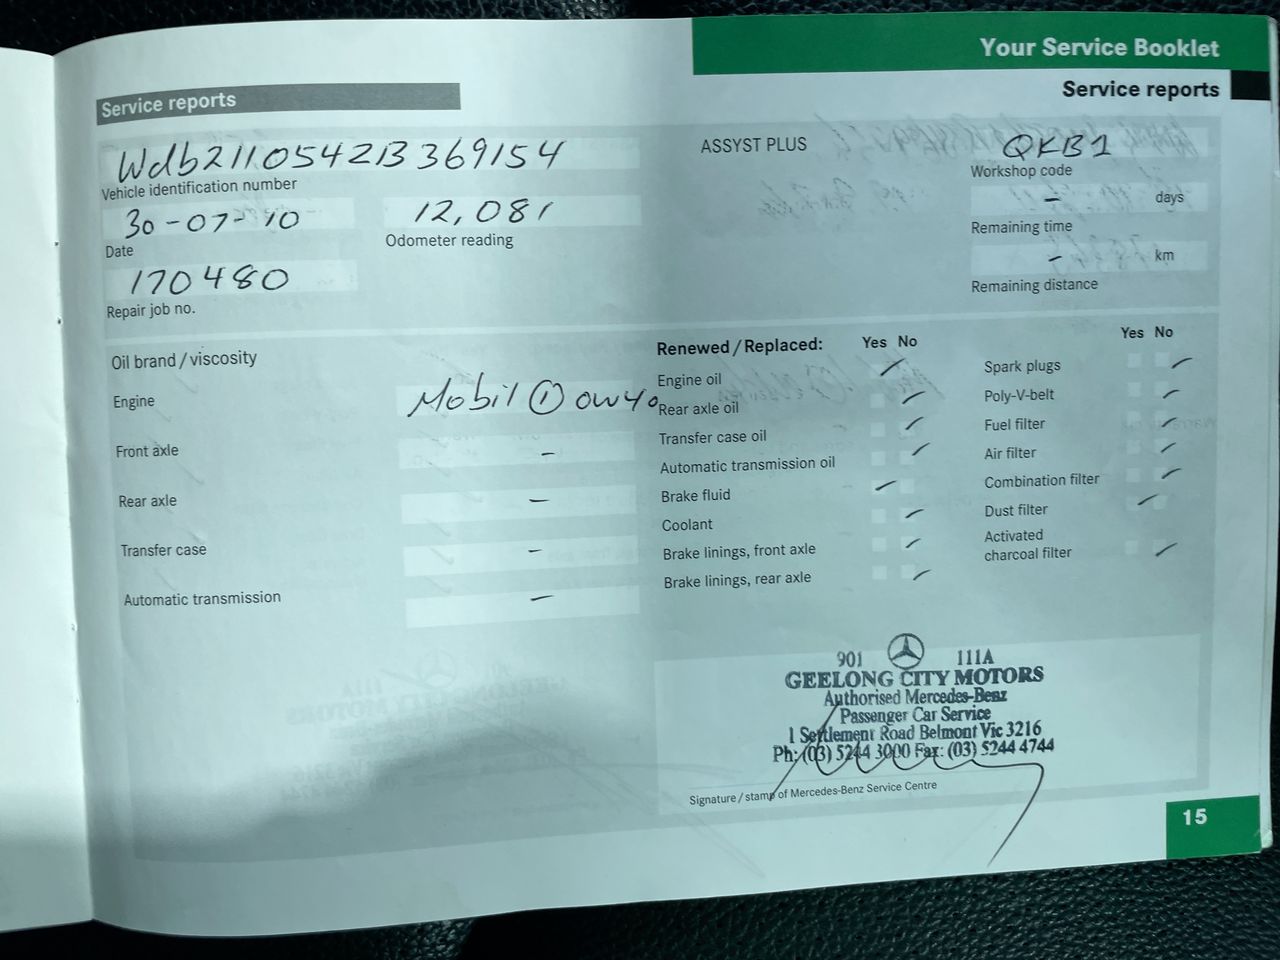 Your Service Booklet
Service reports
Service reports
Wdb2110542B369154
Vehicle identification number
30-07-10
Date
12,081
Odometer reading
170480
Repair job no.
ASSYST PLUS
QKB1
Workshop code
- days
Remaining time
- km
Remaining distance
Oil brand / viscosity
Engine Mobil 1 0w40
Front axle -
Rear axle -
Transfer case -
Automatic transmission -
Renewed / Replaced: Yes No
Engine oil
Rear axle oil
Transfer case oil
Automatic transmission oil
Brake fluid
Coolant
Brake linings, front axle
Brake linings, rear axle
Yes No
Spark plugs
Poly-V-belt
Fuel filter
Air filter
Combination filter
Dust filter
Activated
charcoal filter
901 111A
GEELONG CITY MOTORS
Authorised Mercedes-Benz
Passenger Car Service
1 Settlement Road Belmont Vic 3216
Ph: (03) 5244 3000 Fax: (03) 5244 4744
Signature / stamp of Mercedes-Benz Service Centre
15